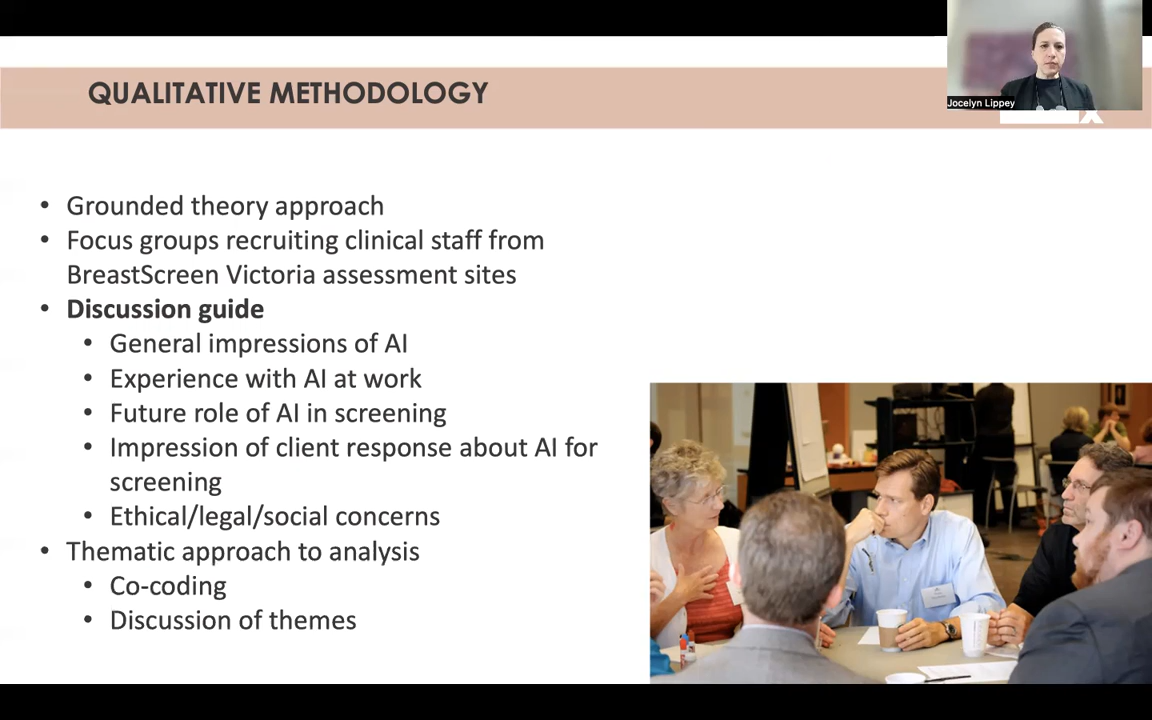 QUALITATIVE METHODOLOGY
Jocelyn Lippey
• Grounded theory approach
• Focus groups recruiting clinical staff from
BreastScreen Victoria assessment sites
• Discussion guide
• General impressions of AI
• Experience with AI at work
• Future role of AI in screening
• Impression of client response about AI for
screening
• Ethical/legal/social concerns
• Thematic approach to analysis
• Co-coding
• Discussion of themes